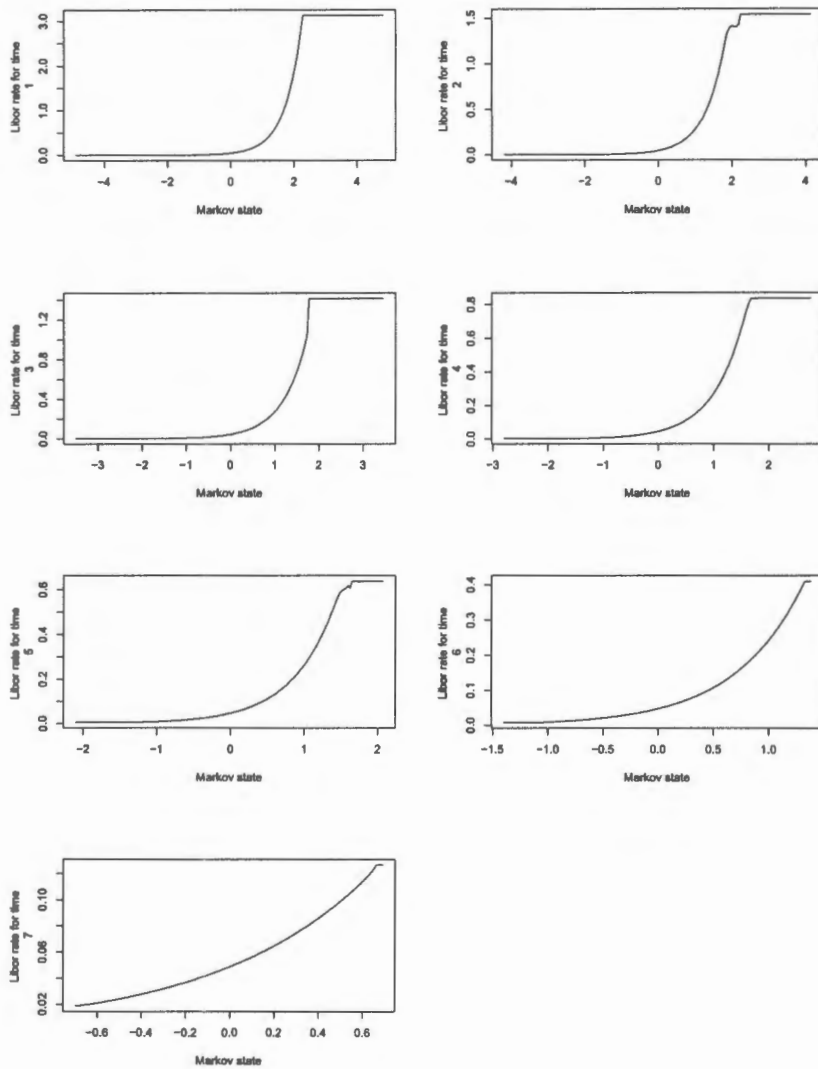 Libor rate for time
1
0.0 1.0 2.0 3.0
−4 −2 0 2 4
Markov state
Libor rate for time
2
0.0 0.5 1.0 1.5
−4 −2 0 2 4
Markov state
Libor rate for time
3
0.0 0.4 0.8 1.2
−3 −2 −1 0 1 2 3
Markov state
Libor rate for time
4
0.0 0.2 0.4 0.6 0.8
−3 −2 −1 0 1 2
Markov state
Libor rate for time
5
0.0 0.2 0.4 0.6
−2 −1 0 1 2
Markov state
Libor rate for time
6
0.0 0.1 0.2 0.3 0.4
−1.5 −1.0 −0.5 0.0 0.5 1.0
Markov state
Libor rate for time
7
0.02 0.06 0.10
−0.6 −0.4 −0.2 0.0 0.2 0.4 0.6
Markov state